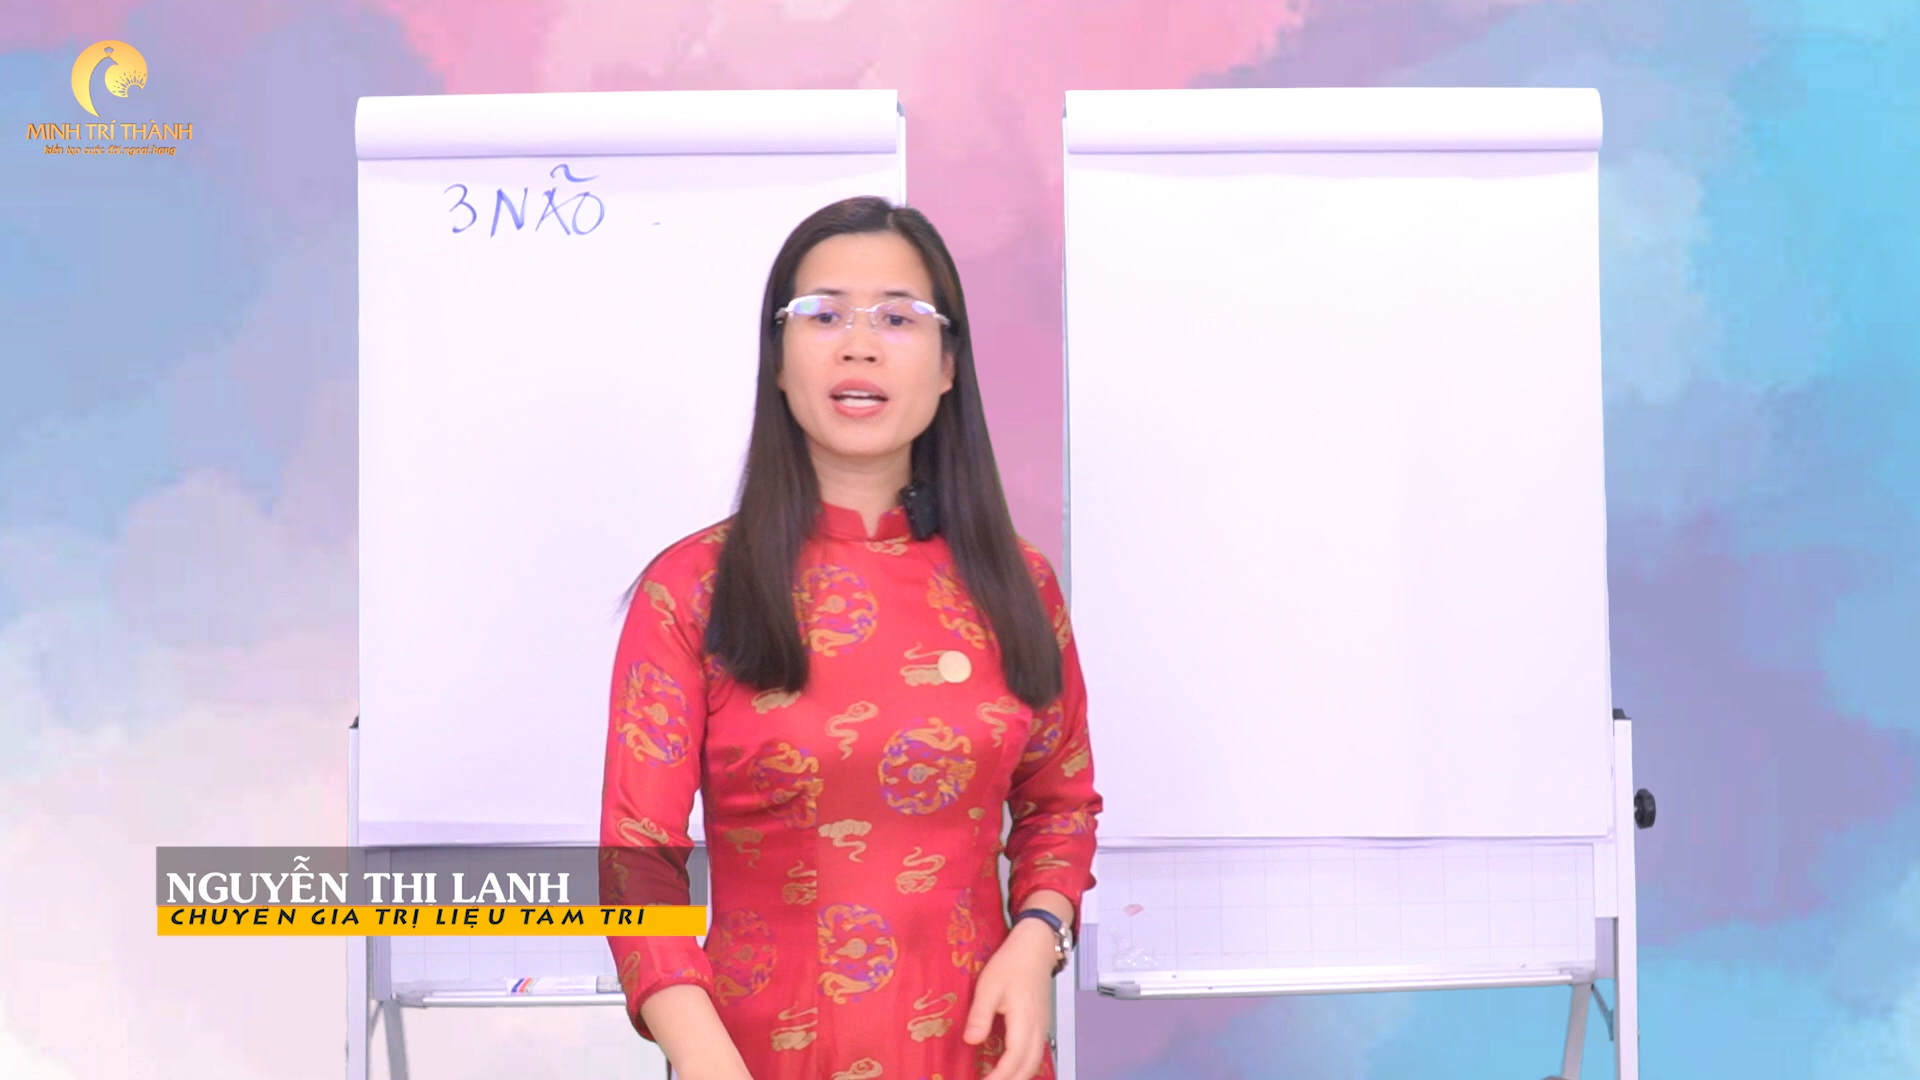 MINH TRÍ THÀNH
3 NÃO
NGUYỄN THỊ LANH
CHUYÊN GIA TRỊ LIỆU TÂM TRÍ